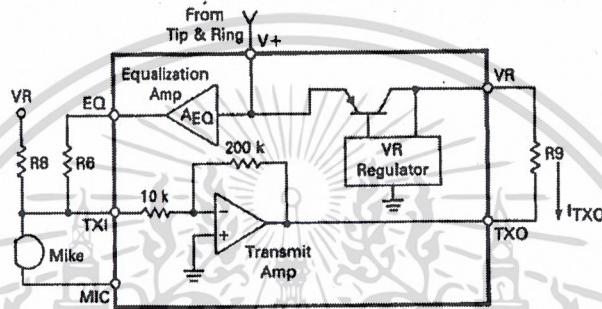 From
Tip & Ring
V+
Equalization
Amp
VR
VR
EQ
AEQ
R8
R6
200 k
VR
Regulator
R9
10 k
TXI
ITXO
Mike
Transmit
Amp
TXO
MIC